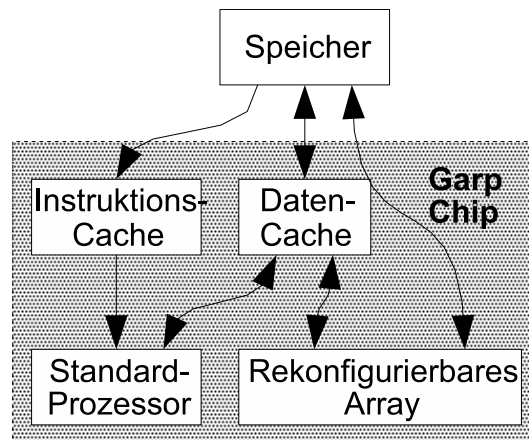 Speicher
Instruktions-
Cache
Daten-
Cache
Garp
Chip
Standard-
Prozessor
Rekonfigurierbares
Array